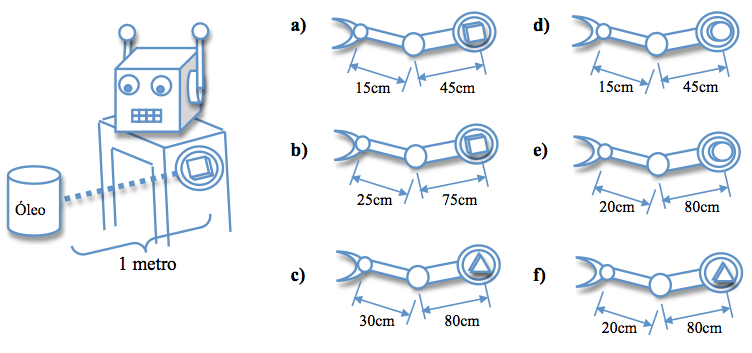 Óleo
1 metro
a)
15cm
45cm
b)
25cm
75cm
c)
30cm
80cm
d)
15cm
45cm
e)
20cm
80cm
f)
20cm
80cm